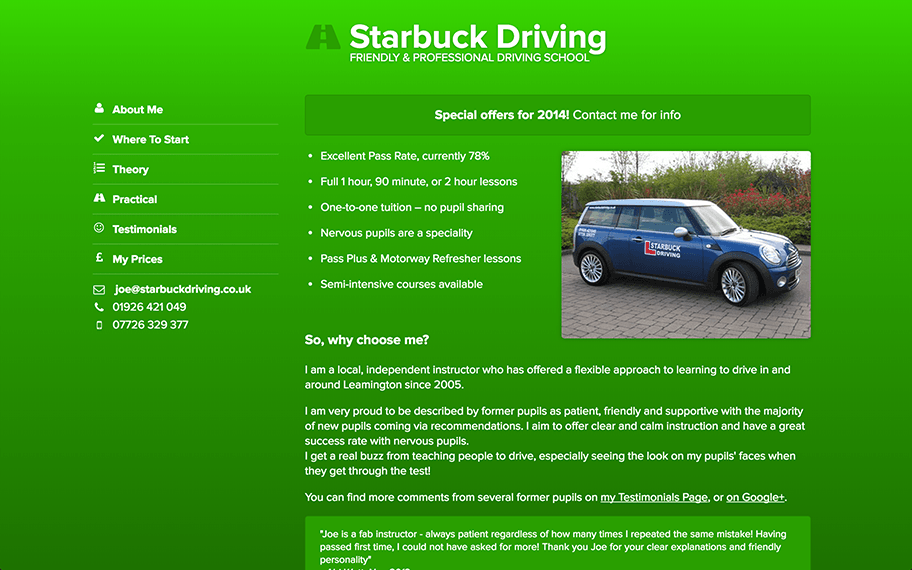 Starbuck Driving
FRIENDLY & PROFESSIONAL DRIVING SCHOOL
About Me
Where To Start
Theory
Practical
Testimonials
£ My Prices
joe@starbuckdriving.co.uk
01926 421 049
07726 329 377
Special offers for 2014! Contact me for info
Excellent Pass Rate, currently 78%
Full 1 hour, 90 minute, or 2 hour lessons
One-to-one tuition – no pupil sharing
Nervous pupils are a speciality
Pass Plus & Motorway Refresher lessons
Semi-intensive courses available
L STARBUCK
DRIVING
So, why choose me?
I am a local, independent instructor who has offered a flexible approach to learning to drive in and
around Leamington since 2005.
I am very proud to be described by former pupils as patient, friendly and supportive with the majority
of new pupils coming via recommendations. I aim to offer clear and calm instruction and have a great
success rate with nervous pupils.
I get a real buzz from teaching people to drive, especially seeing the look on my pupils' faces when
they get through the test!
You can find more comments from several former pupils on my Testimonials Page, or on Google+.
"Joe is a fab instructor - always patient regardless of how many times I repeated the same mistake! Having
passed first time, I could not have asked for more! Thank you Joe for your clear explanations and friendly
personality"